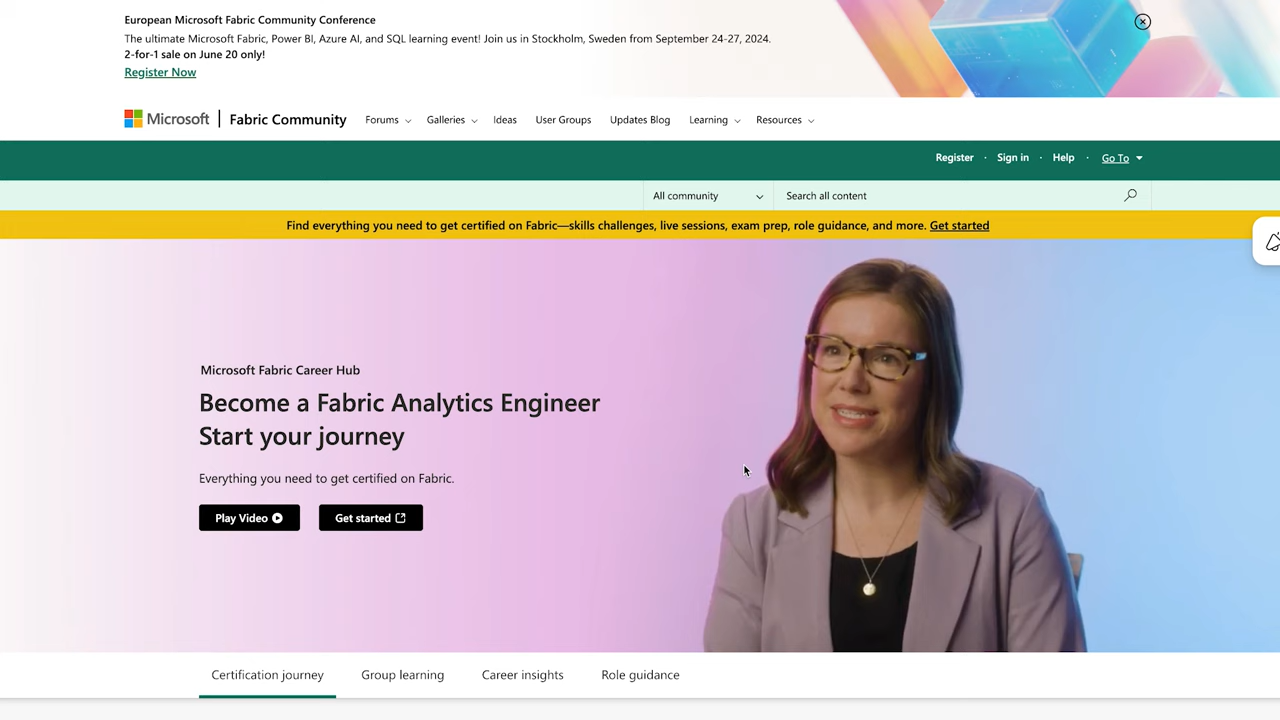 European Microsoft Fabric Community Conference
The ultimate Microsoft Fabric, Power BI, Azure AI, and SQL learning event! Join us in Stockholm, Sweden from September 24-27, 2024.
2-for-1 sale on June 20 only!
Register Now
Microsoft | Fabric Community Forums Galleries Ideas User Groups Updates Blog Learning Resources
Register · Sign in · Help · Go To
All community Search all content
Find everything you need to get certified on Fabric—skills challenges, live sessions, exam prep, role guidance, and more. Get started
Microsoft Fabric Career Hub
Become a Fabric Analytics Engineer
Start your journey
Everything you need to get certified on Fabric.
Play Video Get started
Certification journey Group learning Career insights Role guidance